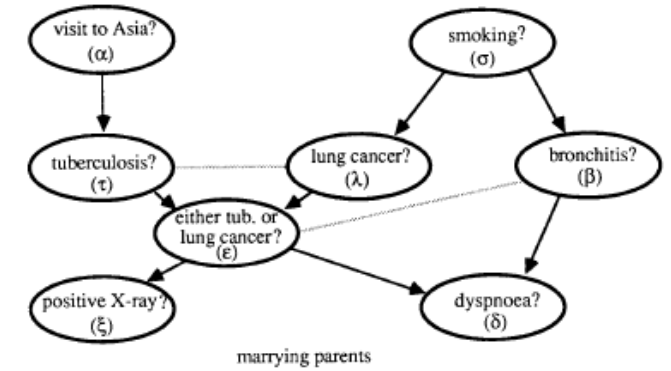 visit to Asia?
(α)
smoking?
(σ)
tuberculosis?
(τ)
lung cancer?
(λ)
bronchitis?
(β)
either tub. or
lung cancer?
(ε)
positive X-ray?
(ξ)
dyspnoea?
(δ)
marrying parents